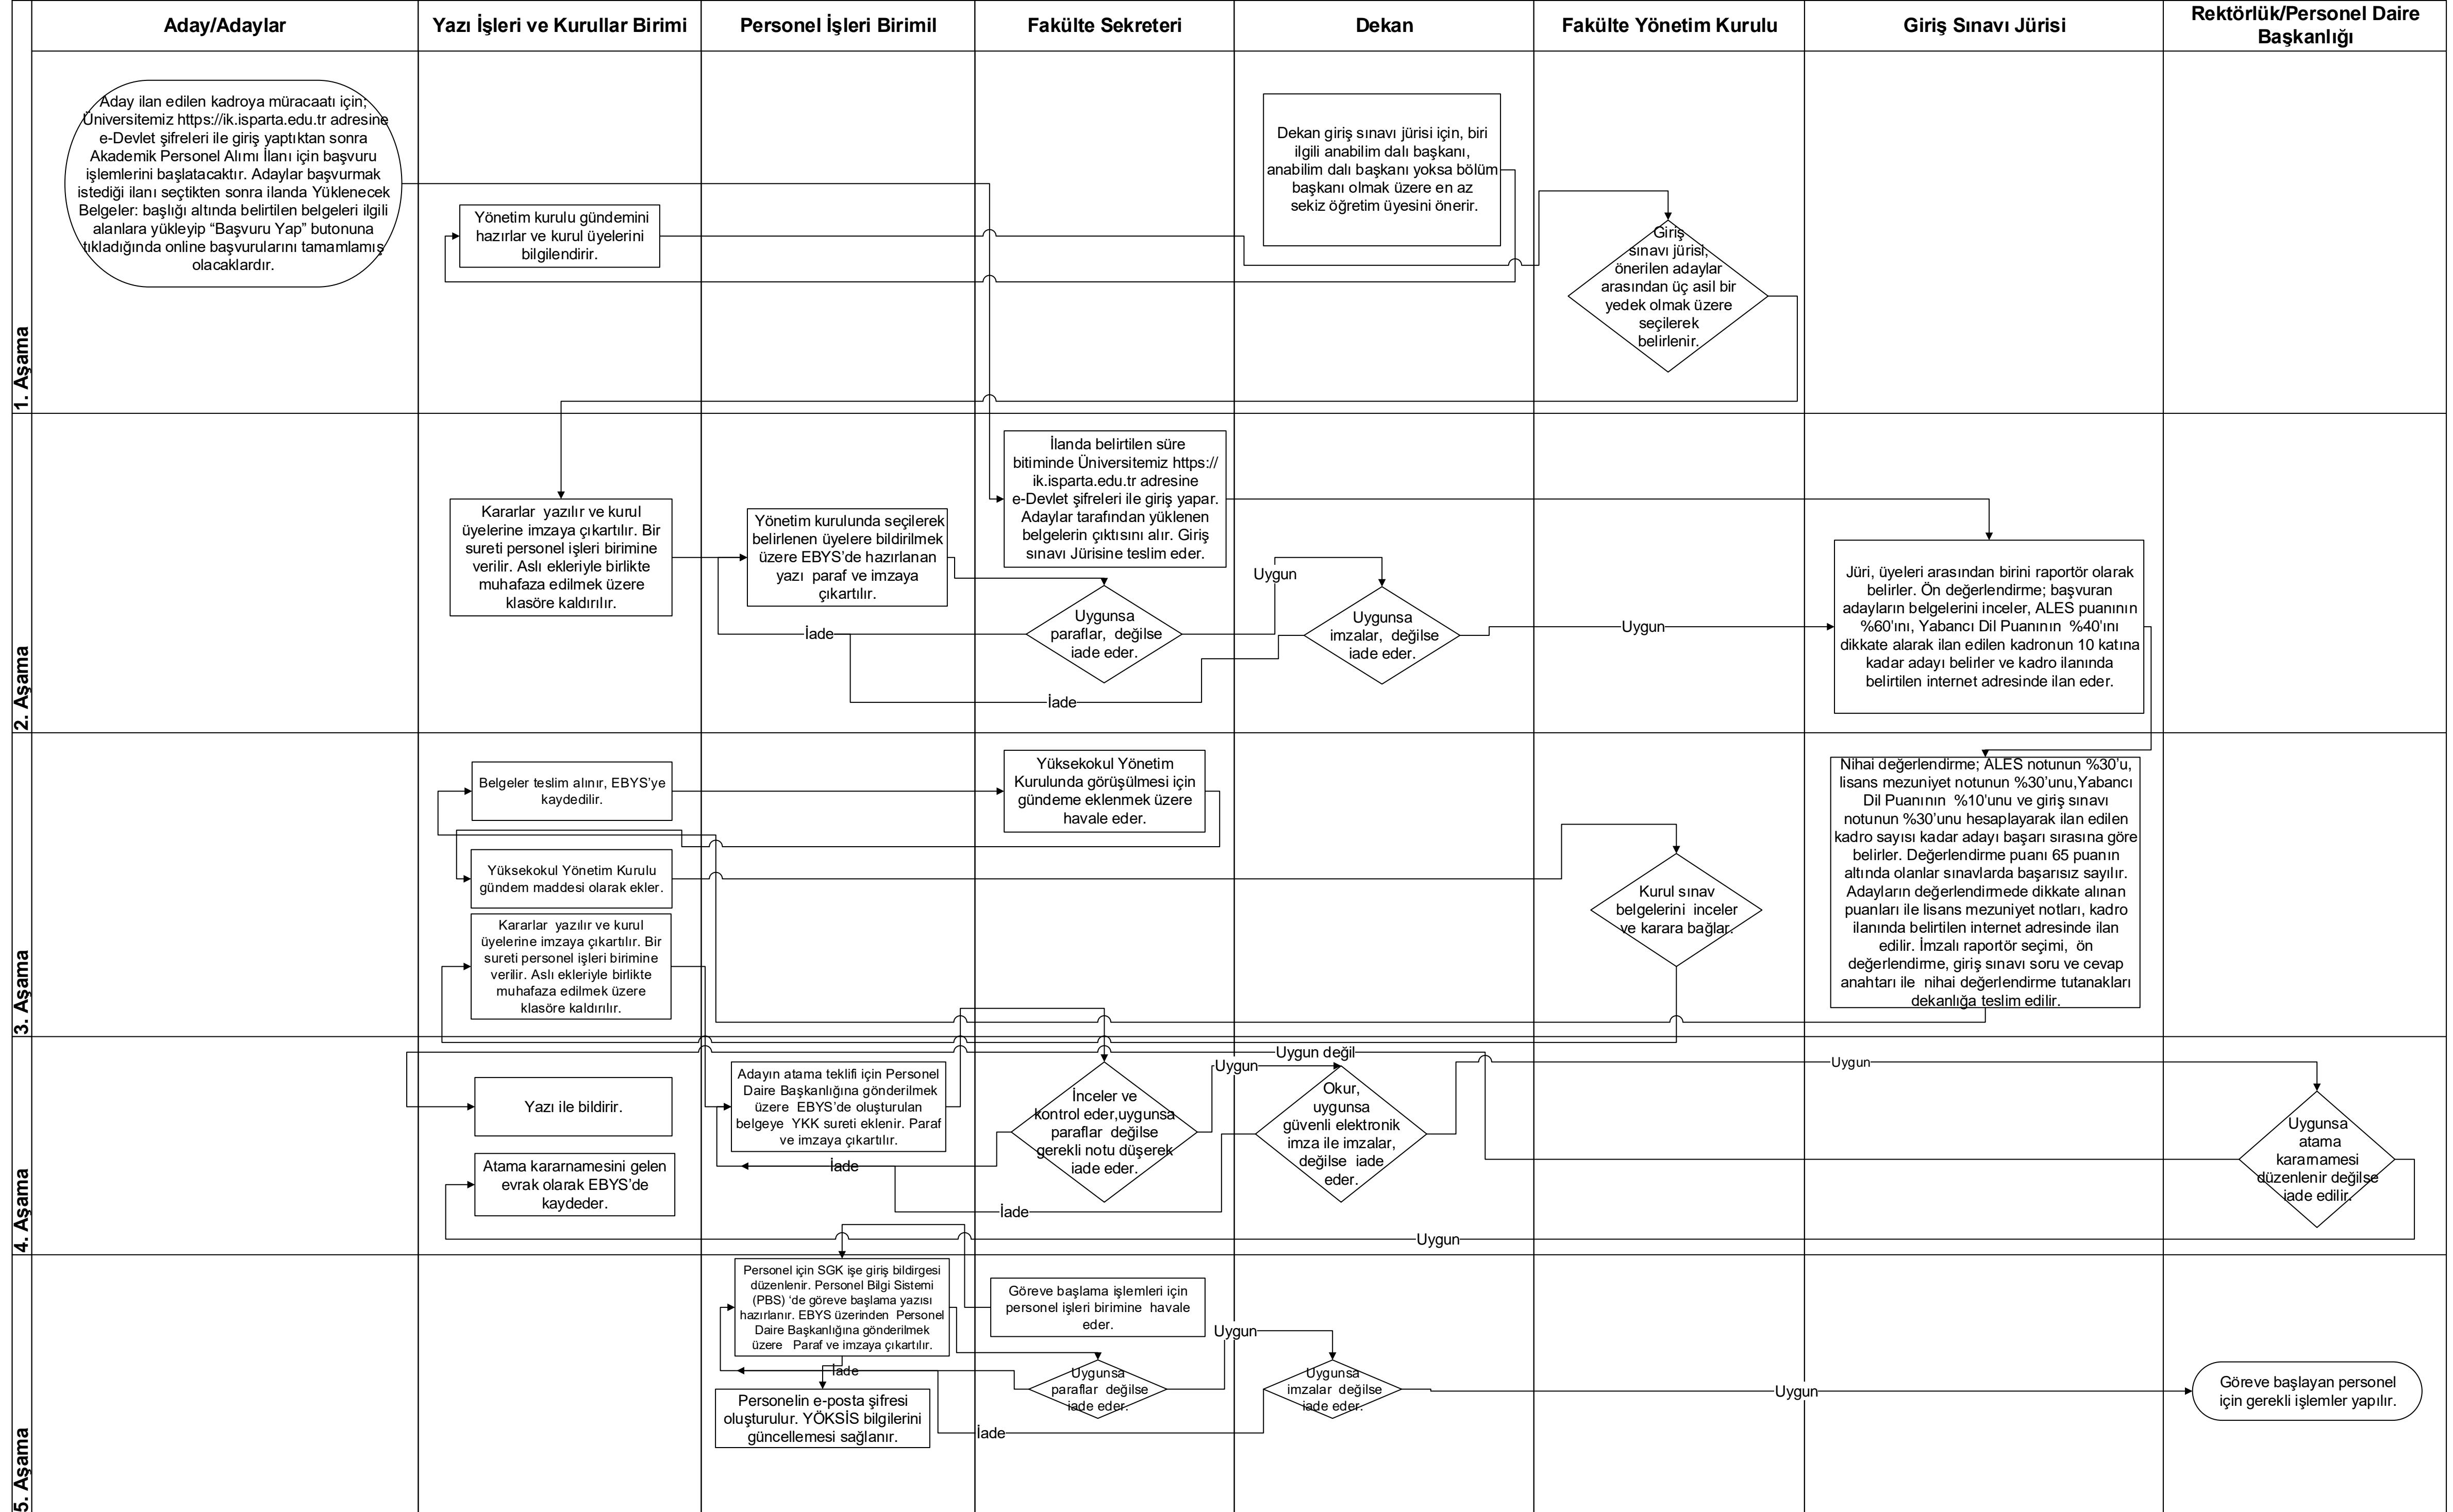 Aday/Adaylar
Yazı İşleri ve Kurullar Birimi
Personel İşleri Birimil
Fakülte Sekreteri
Dekan
Fakülte Yönetim Kurulu
Giriş Sınavı Jürisi
Rektörlük/Personel Daire
Başkanlığı
1. Aşama
Aday ilan edilen kadroya müracaatı için;
Üniversitemiz https://ik.isparta.edu.tr adresine
e-Devlet şifreleri ile giriş yaptıktan sonra
Akademik Personel Alımı İlanı için başvuru
işlemlerini başlatacaktır. Adaylar başvurmak
istediği ilanı seçtikten sonra ilanda Yüklenecek
Belgeler: başlığı altında belirtilen belgeleri ilgili
alanlara yükleyip “Başvuru Yap” butonuna
tıkladığında online başvurularını tamamlamış
olacaklardır.
Yönetim kurulu gündemini
hazırlar ve kurul üyelerini
bilgilendirir.
Dekan giriş sınavı jürisi için, biri
ilgili anabilim dalı başkanı,
anabilim dalı başkanı yoksa bölüm
başkanı olmak üzere en az
sekiz öğretim üyesini önerir.
Giriş
sınavı jürisi,
önerilen adaylar
arasından üç asil bir
yedek olmak üzere
seçilerek
belirlenir.
2. Aşama
Kararlar  yazılır ve kurul
üyelerine imzaya çıkartılır. Bir
sureti personel işleri birimine
verilir. Aslı ekleriyle birlikte
muhafaza edilmek üzere
klasöre kaldırılır.
Yönetim kurulunda seçilerek
belirlenen üyelere bildirilmek
üzere EBYS’de hazırlanan
yazı  paraf ve imzaya
çıkartılır.
İlanda belirtilen süre
bitiminde Üniversitemiz https://
ik.isparta.edu.tr adresine
e-Devlet şifreleri ile giriş yapar.
Adaylar tarafından yüklenen
belgelerin çıktısını alır. Giriş
sınavı Jürisine teslim eder.
Uygunsa
paraflar,  değilse
iade eder.
İade
Uygun
Uygunsa
imzalar,  değilse
iade eder.
İade
Uygun
Jüri, üyeleri arasından birini raportör olarak
belirler. Ön değerlendirme; başvuran
adayların belgelerini inceler, ALES puanının
%60’ını, Yabancı Dil Puanının  %40’ını
dikkate alarak ilan edilen kadronun 10 katına
kadar adayı belirler ve kadro ilanında
belirtilen internet adresinde ilan eder.
3. Aşama
Belgeler teslim alınır, EBYS’ye
kaydedilir.
Yüksekokul Yönetim
Kurulunda görüşülmesi için
gündeme eklenmek üzere
havale eder.
Yüksekokul Yönetim Kurulu
gündem maddesi olarak ekler.
Kararlar  yazılır ve kurul
üyelerine imzaya çıkartılır. Bir
sureti personel işleri birimine
verilir. Aslı ekleriyle birlikte
muhafaza edilmek üzere
klasöre kaldırılır.
Kurul sınav
belgelerini  inceler
ve karara bağlar.
Nihai değerlendirme; ALES notunun %30’u,
lisans mezuniyet notunun %30’unu,Yabancı
Dil Puanının  %10’unu ve giriş sınavı
notunun %30’unu hesaplayarak ilan edilen
kadro sayısı kadar adayı başarı sırasına göre
belirler. Değerlendirme puanı 65 puanın
altında olanlar sınavlarda başarısız sayılır.
Adayların değerlendirmede dikkate alınan
puanları ile lisans mezuniyet notları, kadro
ilanında belirtilen internet adresinde ilan
edilir. İmzalı raportör seçimi,  ön
değerlendirme, giriş sınavı soru ve cevap
anahtarı ile  nihai değerlendirme tutanakları
dekanlığa teslim edilir.
4. Aşama
Yazı ile bildirir.
Atama kararnamesini gelen
evrak olarak EBYS’de
kaydeder.
Adayın atama teklifi için Personel
Daire Başkanlığına gönderilmek
üzere  EBYS’de oluşturulan
belgeye  YKK sureti eklenir. Paraf
ve imzaya çıkartılır.
İade
İnceler ve
kontrol eder,uygunsa
paraflar  değilse
gerekli notu düşerek
iade eder.
Uygun
Uygun değil
İade
Okur,
uygunsa
güvenli elektronik
imza ile imzalar,
değilse  iade
eder.
Uygun
Uygunsa
atama
kararnamesi
düzenlenir değilse
iade edilir.
Uygun
5. Aşama
Personel için SGK işe giriş bildirgesi
düzenlenir. Personel Bilgi Sistemi
(PBS) ‘de göreve başlama yazısı
hazırlanır. EBYS üzerinden  Personel
Daire Başkanlığına gönderilmek
üzere   Paraf ve imzaya çıkartılır.
Göreve başlama işlemleri için
personel işleri birimine  havale
eder.
İade
Personelin e-posta şifresi
oluşturulur. YÖKSİS bilgilerini
güncellemesi sağlanır.
Uygunsa
paraflar  değilse
iade eder.
Uygun
İade
Uygunsa
imzalar  değilse
iade eder.
Uygun
Göreve başlayan personel
için gerekli işlemler yapılır.